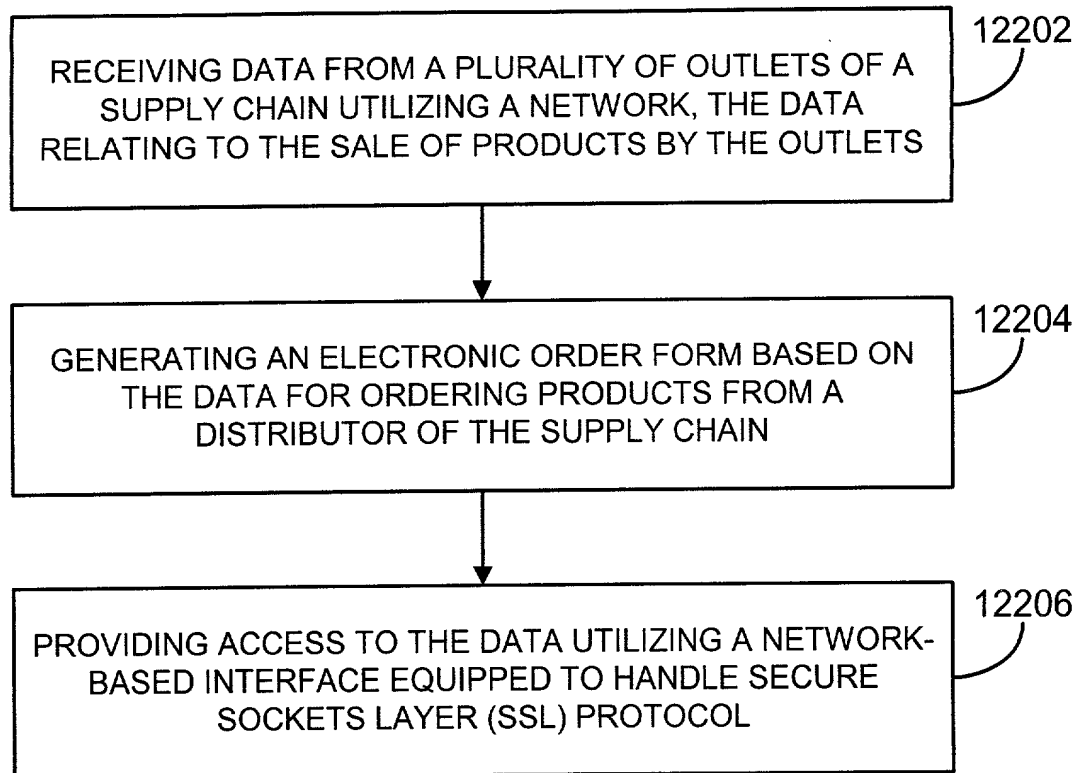 12202
RECEIVING DATA FROM A PLURALITY OF OUTLETS OF A
SUPPLY CHAIN UTILIZING A NETWORK, THE DATA
RELATING TO THE SALE OF PRODUCTS BY THE OUTLETS
12204
GENERATING AN ELECTRONIC ORDER FORM BASED ON
THE DATA FOR ORDERING PRODUCTS FROM A
DISTRIBUTOR OF THE SUPPLY CHAIN
12206
PROVIDING ACCESS TO THE DATA UTILIZING A NETWORK-
BASED INTERFACE EQUIPPED TO HANDLE SECURE
SOCKETS LAYER (SSL) PROTOCOL